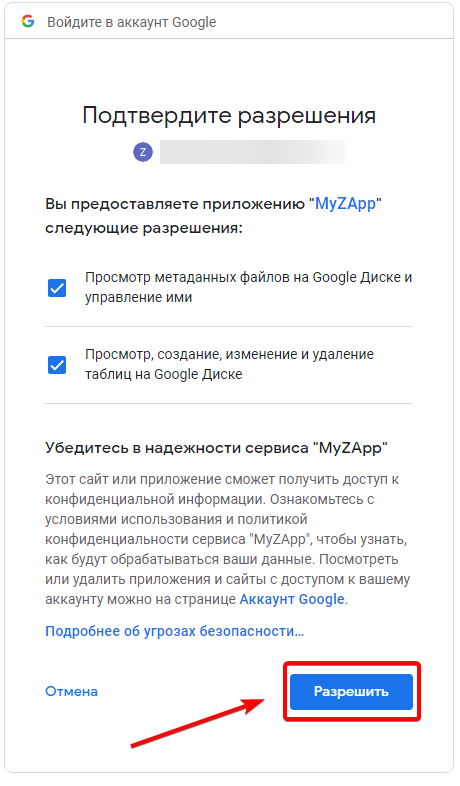 Войдите в аккаунт Google
Подтвердите разрешения
Z
Вы предоставляете приложению "MyZApp"
следующие разрешения:
Просмотр метаданных файлов на Google Диске и
управление ими
Просмотр, создание, изменение и удаление
таблиц на Google Диске
Убедитесь в надежности сервиса "MyZApp"
Этот сайт или приложение сможет получить доступ к
конфиденциальной информации. Ознакомьтесь с
условиями использования и политикой
конфиденциальности сервиса "MyZApp", чтобы узнать,
как будут обрабатываться ваши данные. Посмотреть
или удалить приложения и сайты с доступом к вашему
аккаунту можно на странице Аккаунт Google.
Подробнее об угрозах безопасности…
Отмена Разрешить